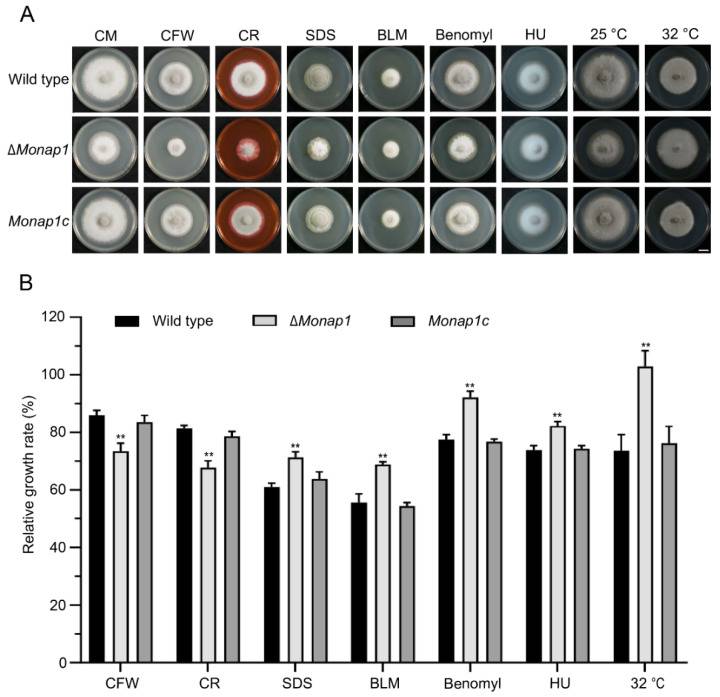 A
CM CFW CR SDS BLM Benomyl HU 25 °C 32 °C
Wild type
ΔMonap1
Monap1c
B
120
Wild type ΔMonap1 Monap1c
100
80
60
40
20
0
Relative growth rate (%)
** ** ** ** ** ** **
CFW CR SDS BLM Benomyl HU 32 °C